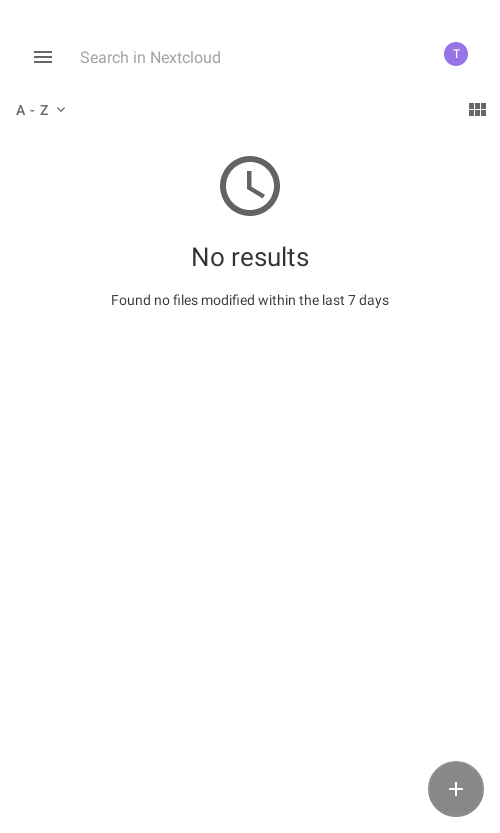 Search in Nextcloud
T
A - Z
No results
Found no files modified within the last 7 days